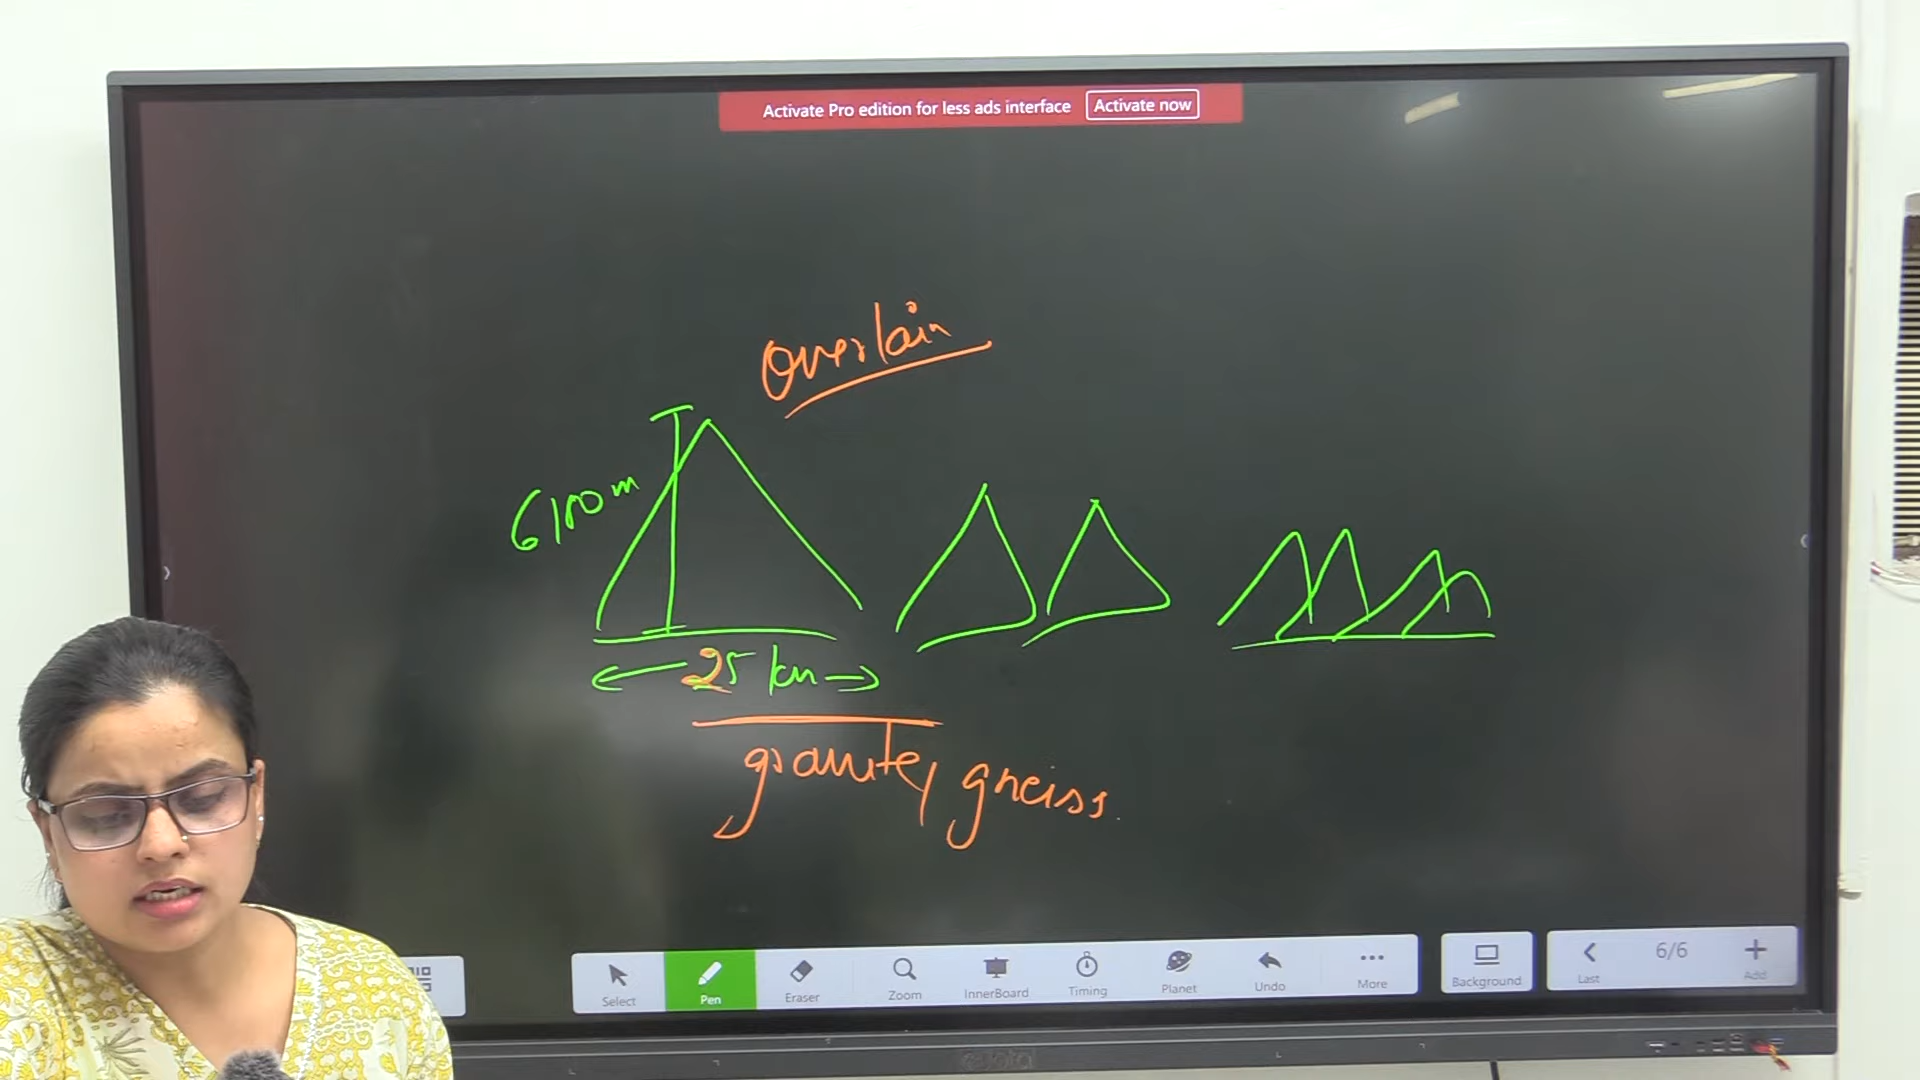 Activate Pro edition for less ads interface Activate now
Overlain
6100 m
25 km
granite, gneiss.
Select Pen Eraser Zoom InnerBoard Timing Planet Undo More Background Last 6/6 Add